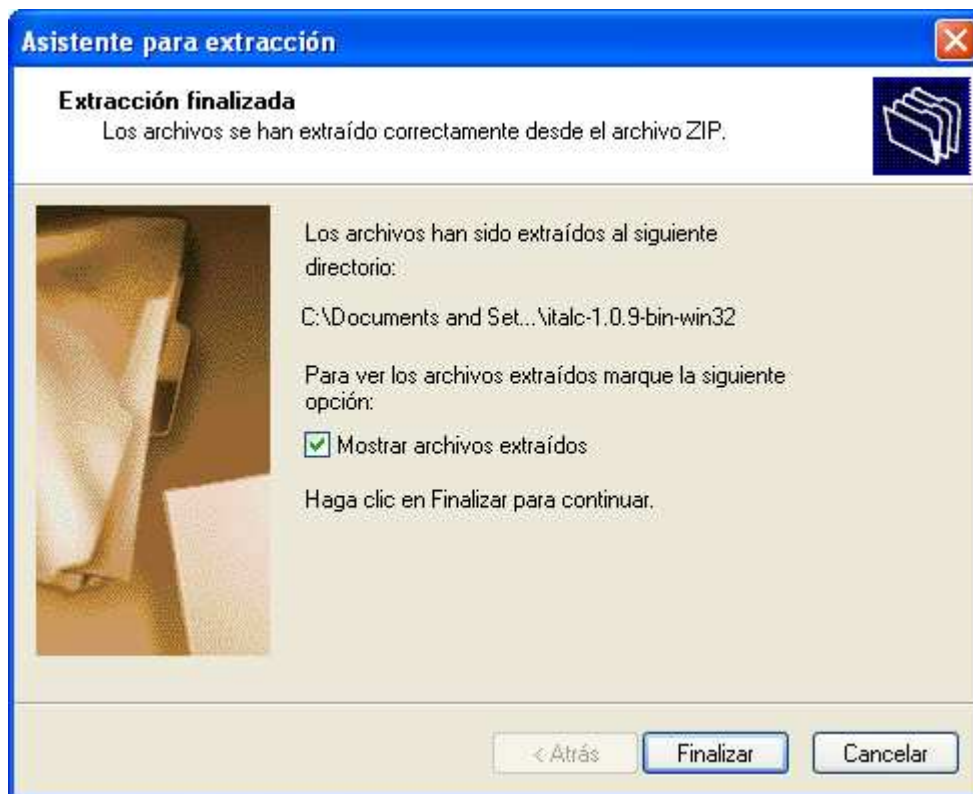 Asistente para extracción
Extracción finalizada
Los archivos se han extraído correctamente desde el archivo ZIP.
Los archivos han sido extraídos al siguiente
directorio:
C:\Documents and Set...\italc-1.0.9-bin-win32
Para ver los archivos extraídos marque la siguiente
opción:
Mostrar archivos extraídos
Haga clic en Finalizar para continuar.
< Atrás
Finalizar
Cancelar